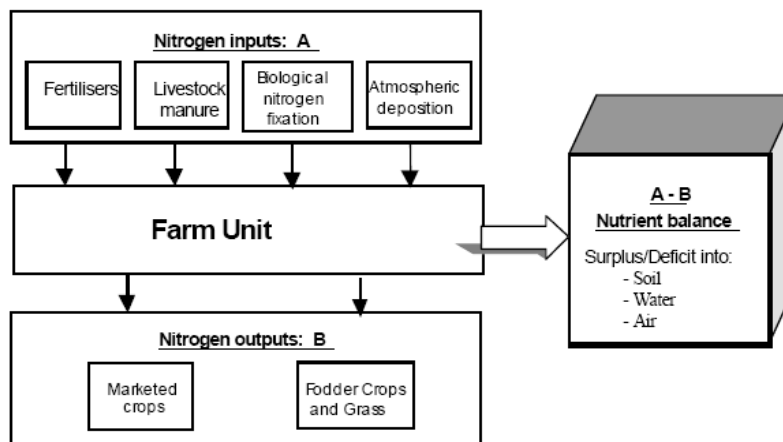 Nitrogen inputs: A
Fertilisers
Livestock
manure
Biological
nitrogen
fixation
Atmospheric
deposition
Farm Unit
A - B
Nutrient balance
Surplus/Deficit into:
- Soil
- Water
- Air
Nitrogen outputs: B
Marketed
crops
Fodder Crops
and Grass